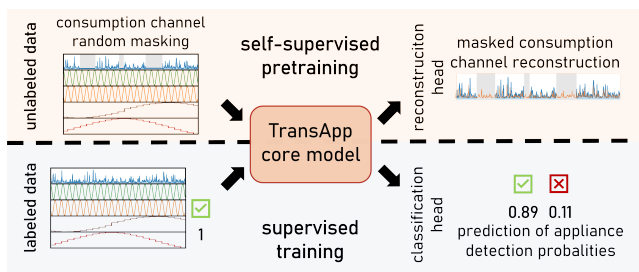 unlabeled data
consumption channel
random masking
self-supervised
pretraining
reconstruciton
head
masked consumption
channel reconstruction
TransApp
core model
labeled data
1
supervised
training
classification
head
0.89 0.11
prediction of appliance
detection probalities